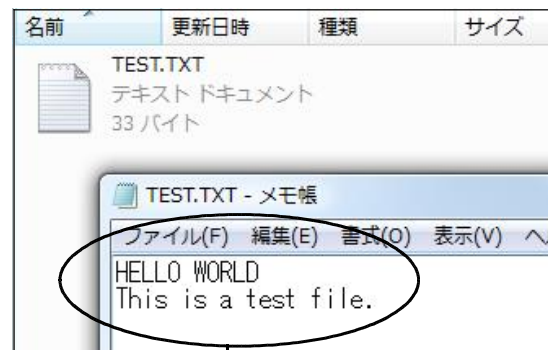 名前 更新日時 種類 サイズ
TEST.TXT
テキスト ドキュメント
33 バイト
TEST.TXT - メモ帳
ファイル(F) 編集(E) 書式(O) 表示(V)
HELLO WORLD
This is a test file.